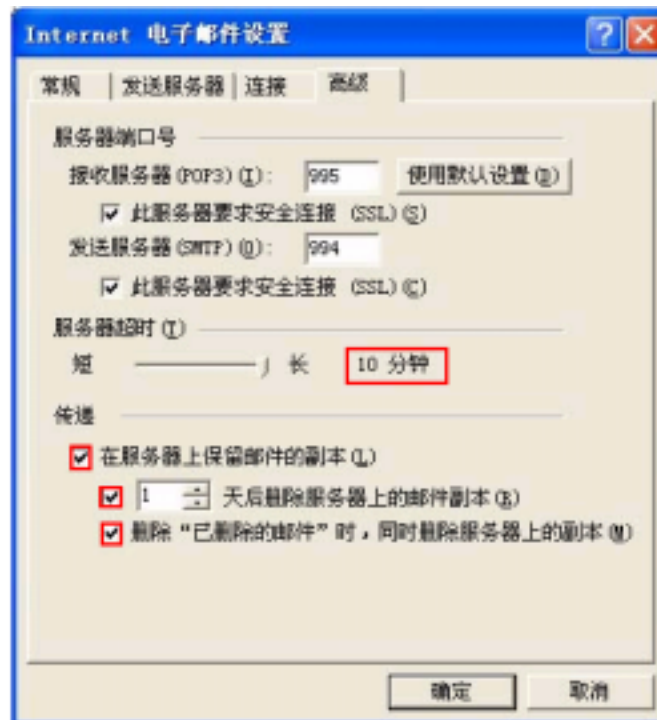 Internet 电子邮件设置
常规 发送服务器 连接 高级
服务器端口号
接收服务器(POP3)(I): 995 使用默认设置(D)
此服务器要求安全连接 (SSL)(S)
发送服务器(SMTP)(O): 994
此服务器要求安全连接 (SSL)(C)
服务器超时(T)
短 长 10 分钟
传递
在服务器上保留邮件的副本(L)
1 天后删除服务器上的邮件副本(R)
删除“已删除的邮件”时，同时删除服务器上的副本(M)
确定 取消